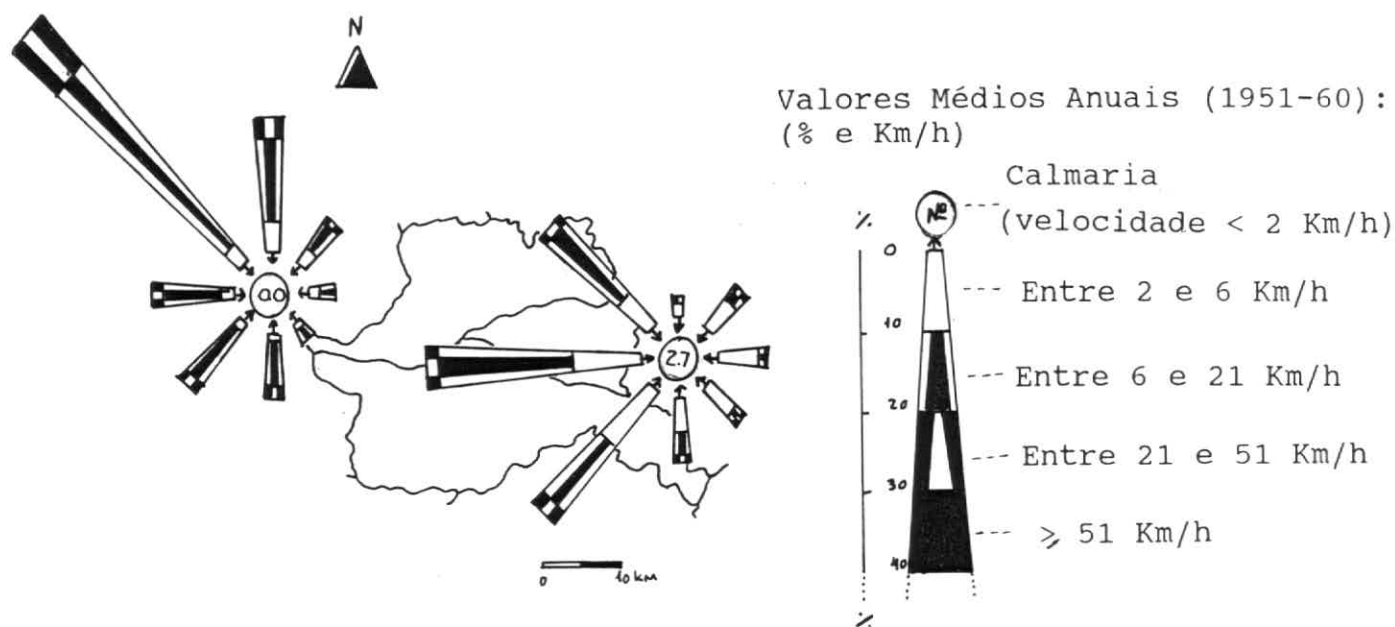 N
0.0
2.7
0 10 KM
Valores Médios Anuais (1951-60):
(% e Km/h)
Calmaria
(velocidade < 2 Km/h)
Nº
%
0
Entre 2 e 6 Km/h
10
Entre 6 e 21 Km/h
20
Entre 21 e 51 Km/h
30
⩾ 51 Km/h
40
%